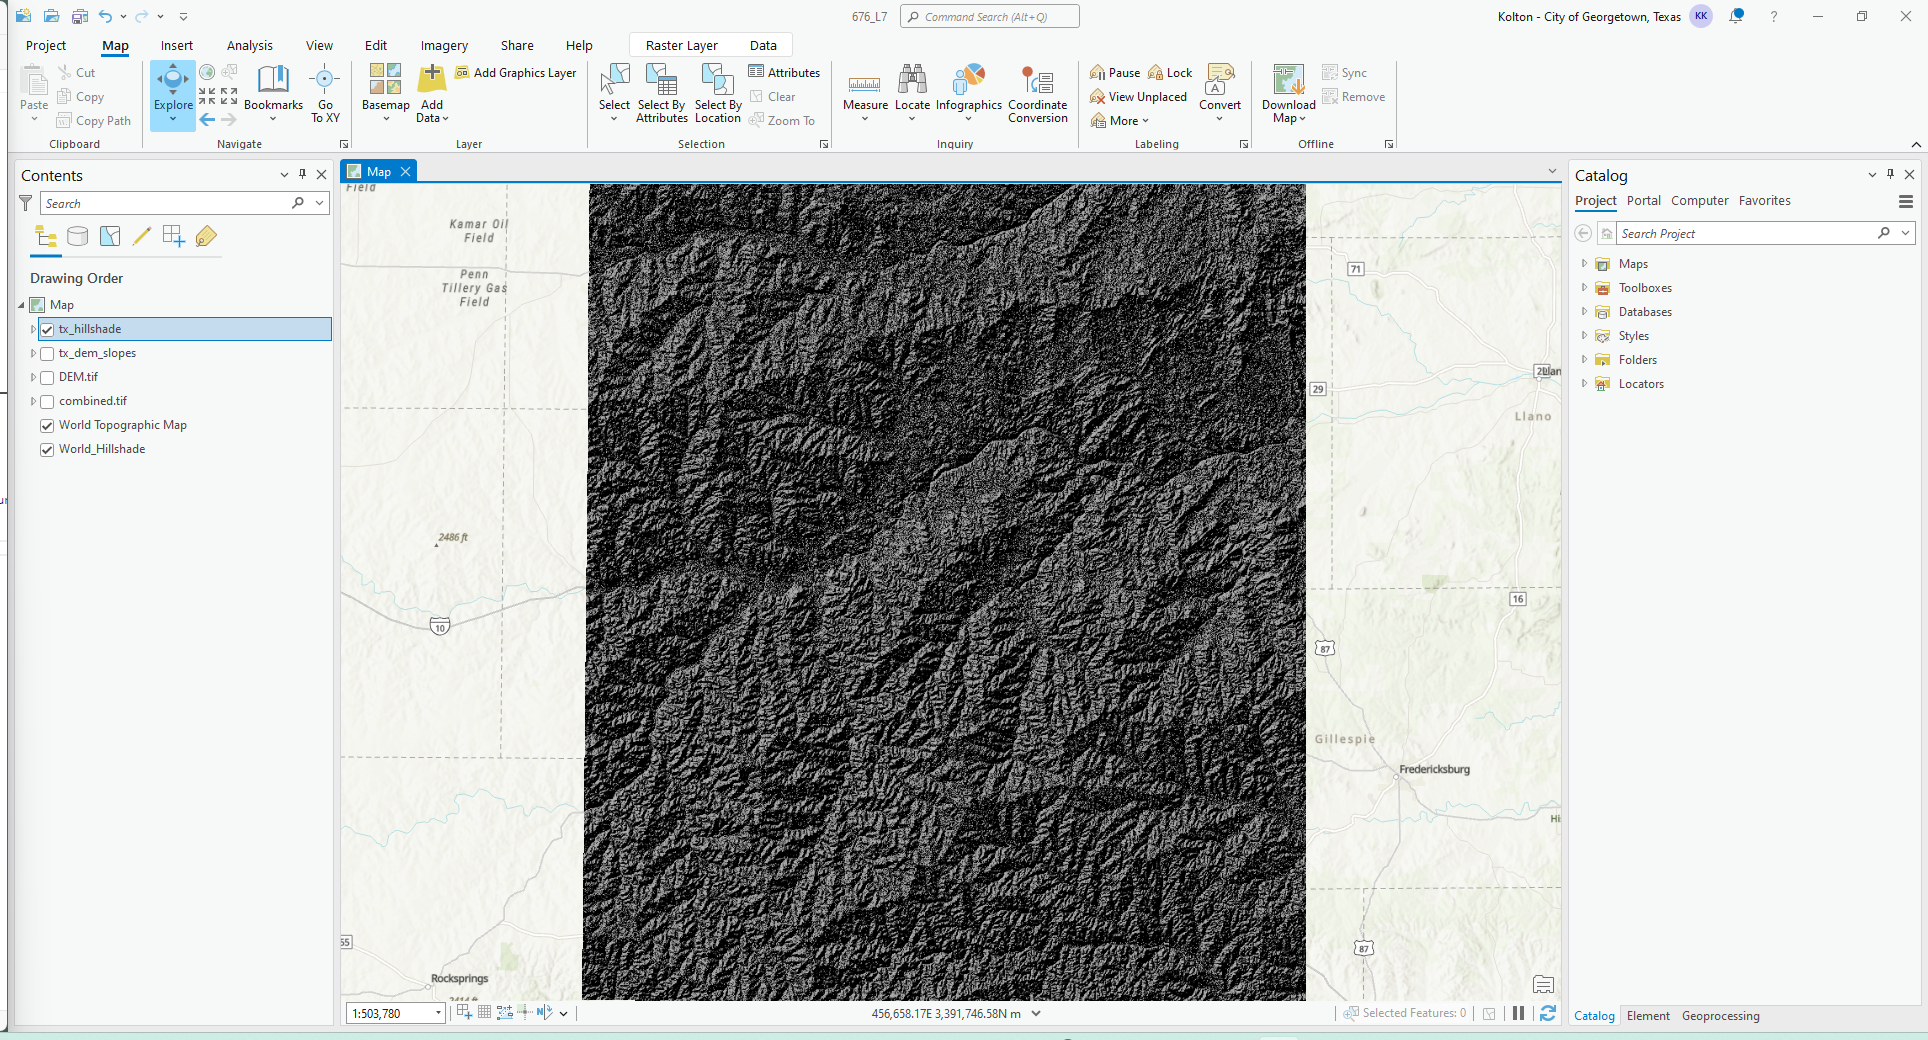 676_L7
Command Search (Alt+Q)
Kolton - City of Georgetown, Texas
KK
?
Project
Map
Insert
Analysis
View
Edit
Imagery
Share
Help
Raster Layer
Data
Paste
Cut
Copy
Copy Path
Clipboard
Explore
Bookmarks
Go
To XY
Navigate
Basemap
Add
Data
Add Graphics Layer
Layer
Select
Select By
Attributes
Select By
Location
Attributes
Clear
Zoom To
Selection
Measure
Locate
Infographics
Coordinate
Conversion
Inquiry
Pause
Lock
View Unplaced
More
Convert
Labeling
Download
Map
Sync
Remove
Offline
Contents
Search
Drawing Order
Map
tx_hillshade
tx_dem_slopes
DEM.tif
combined.tif
World Topographic Map
World_Hillshade
Map
Field
Kamar Oil
Field
Penn
Tillery Gas
Field
2486 ft
10
55
Rocksprings
2414 ft
71
29
Llano
16
87
Gillespie
Fredericksburg
87
1:503,780
456,658.17E 3,391,746.58N m
Selected Features: 0
Catalog
Project
Portal
Computer
Favorites
Search Project
Maps
Toolboxes
Databases
Styles
Folders
Locators
Catalog
Element
Geoprocessing